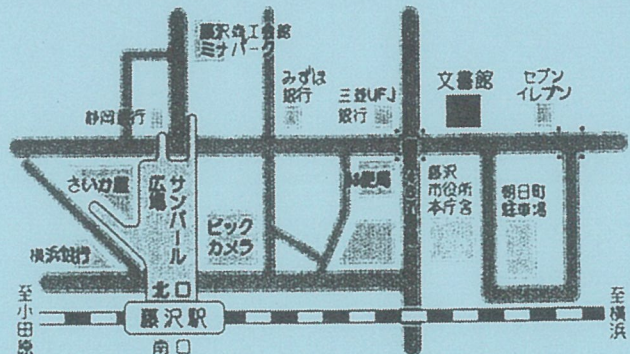 藤沢商工会館
ミナパーク
みずほ
銀行
三菱UFJ
銀行
文書館
セブン
イレブン
静岡銀行
さいか屋
サンパール
広場
ビック
カメラ
郵便局
藤沢
市役所
本庁舎
朝日町
駐車場
横浜銀行
北口
藤沢駅
南口
至小田原
至横浜